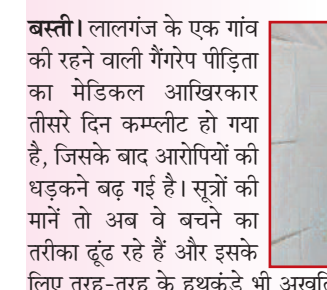 बस्ती। लालगंज के एक गांव
की रहने वाली गैंगरेप पीड़िता
का मेडिकल आखिरकार
तीसरे दिन कम्प्लीट हो गया
है, जिसके बाद आरोपियों की
धड़कने बढ़ गई है। सूत्रों की
मानें तो अब वे बचने का
तरीका ढूंढ रहे हैं और इसके
लिए तरह-तरह के हथकंडे भी